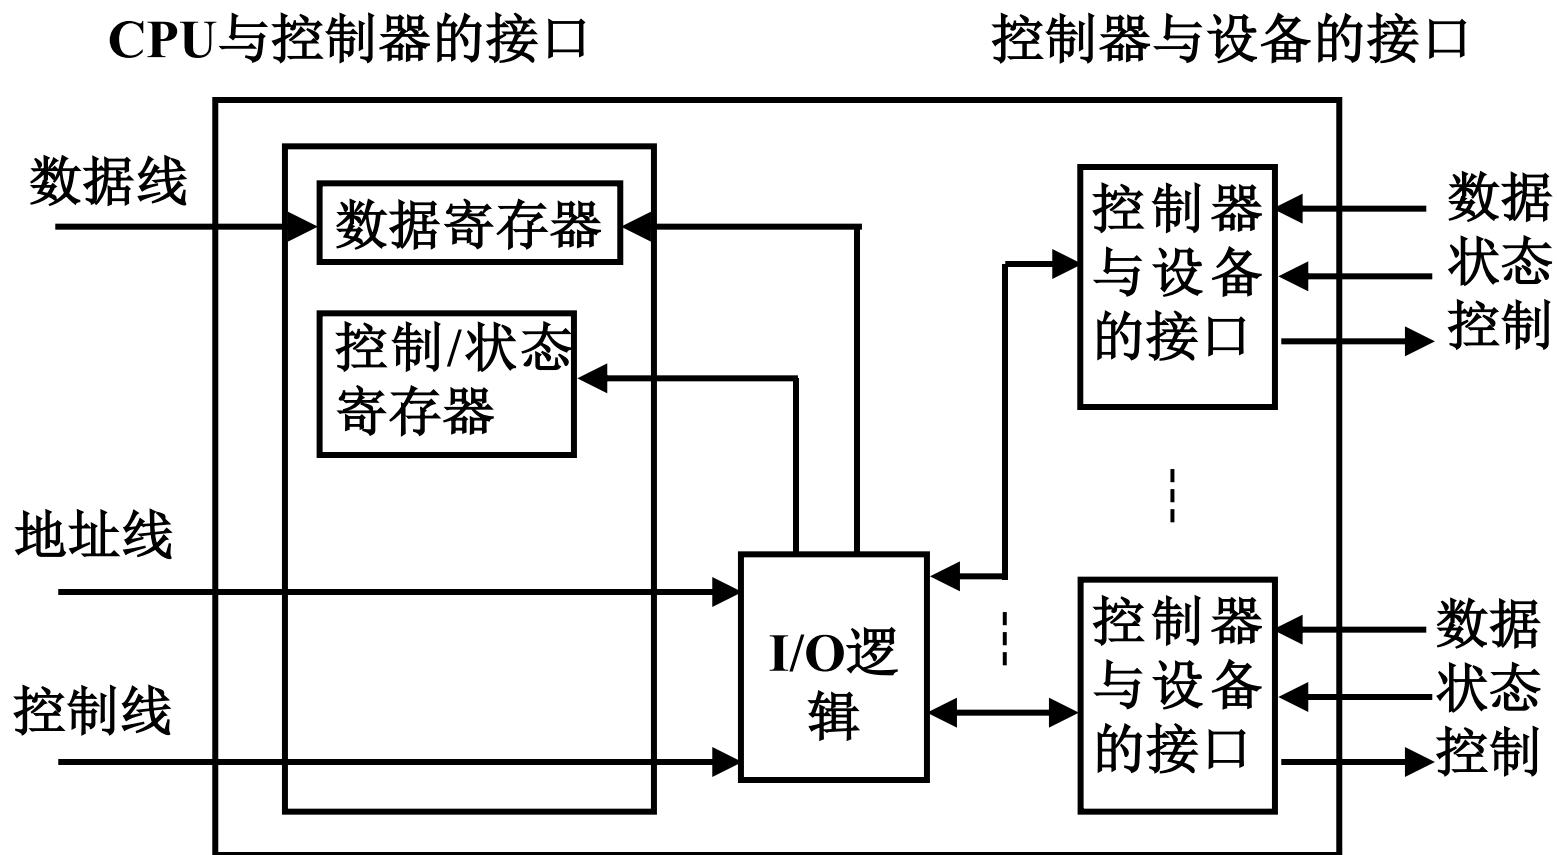 CPU与控制器的接口
控制器与设备的接口
数据线
数据寄存器
控制/状态
寄存器
地址线
控制线
I/O逻
辑
控制器
与设备
的接口
数据
状态
控制
控制器
与设备
的接口
数据
状态
控制